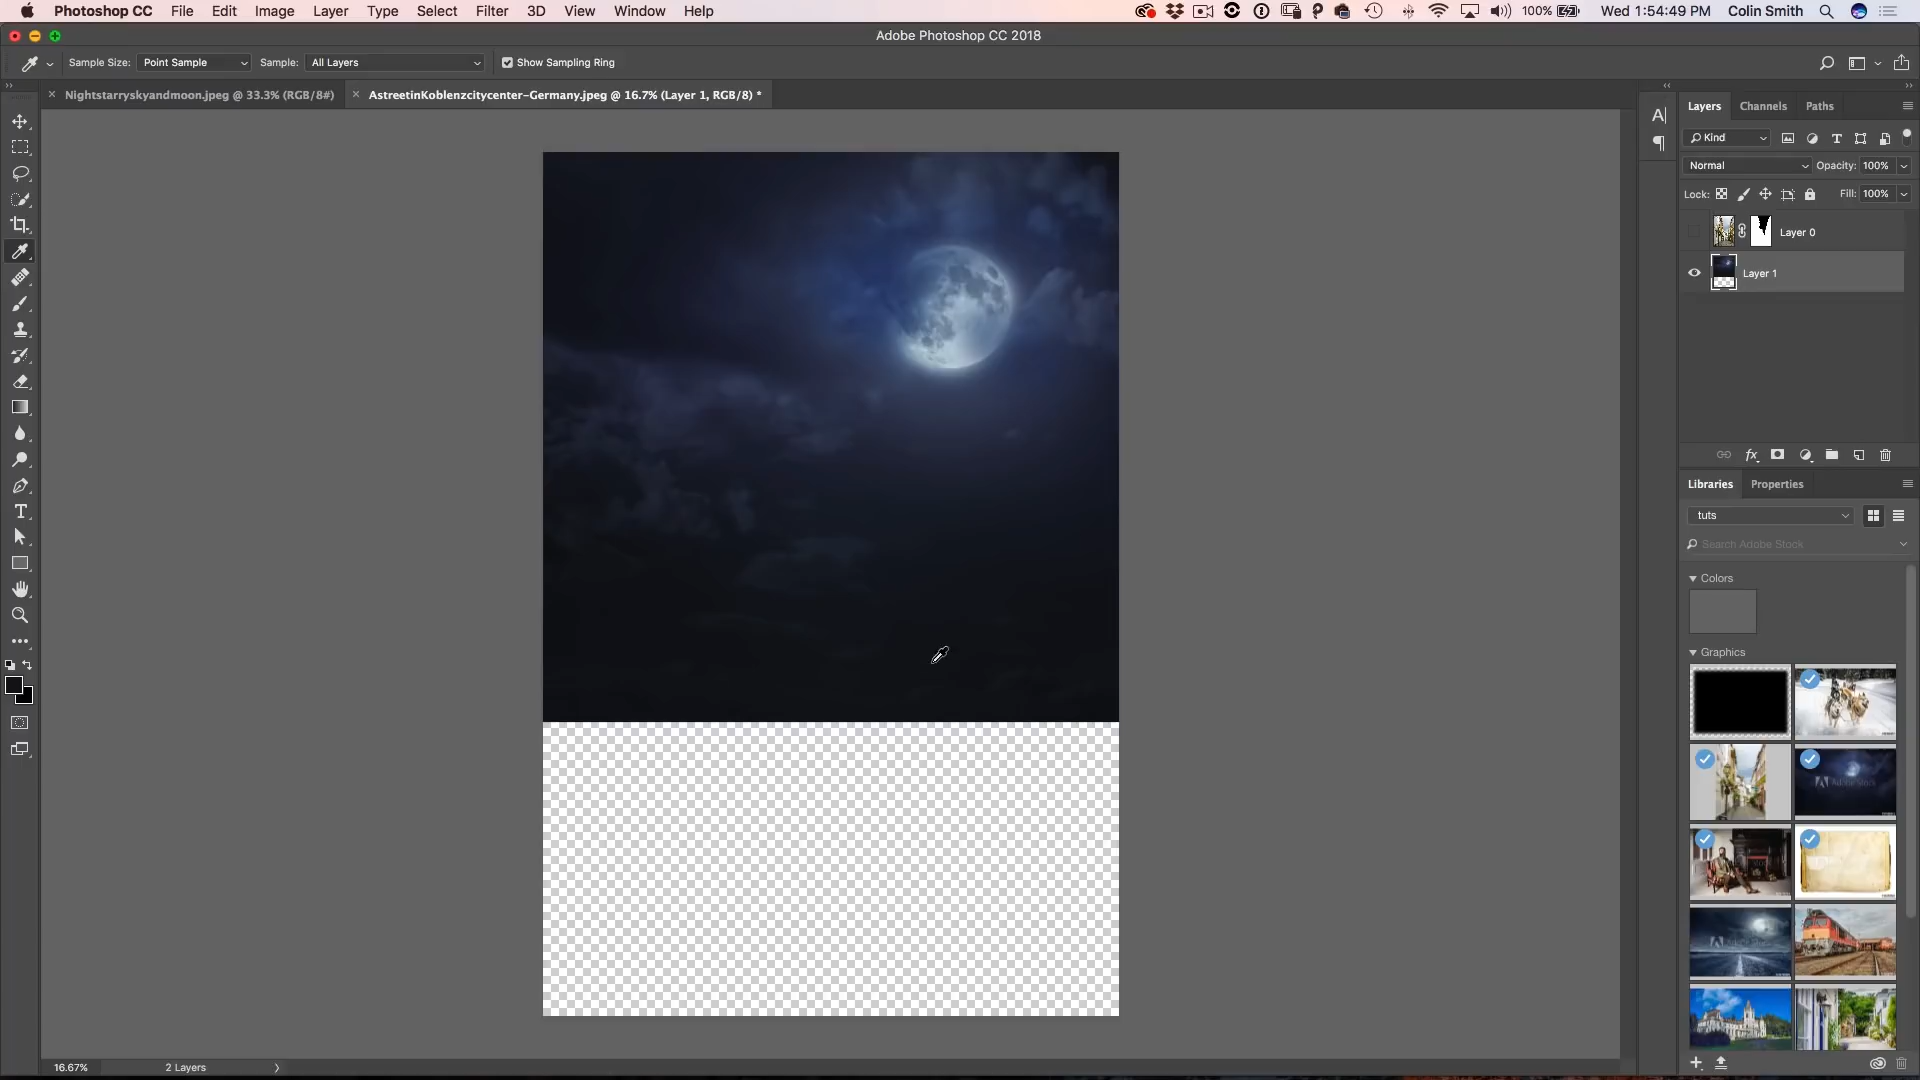 Photoshop CC File Edit Image Layer Type Select Filter 3D View Window Help 100% Wed 1:54:49 PM Colin Smith
Adobe Photoshop CC 2018
Sample Size: Point Sample Sample: All Layers Show Sampling Ring
Nightstarryskyandmoon.jpeg @ 33.3% (RGB/8#) AstreetinKoblenzcitycenter-Germany.jpeg @ 16.7% (Layer 1, RGB/8) *
Layers Channels Paths
Kind
Normal Opacity: 100%
Lock: Fill: 100%
Layer 0
Layer 1
Libraries Properties
tuts
Search Adobe Stock
Colors
Graphics
Adobe Stock
16.67% 2 Layers